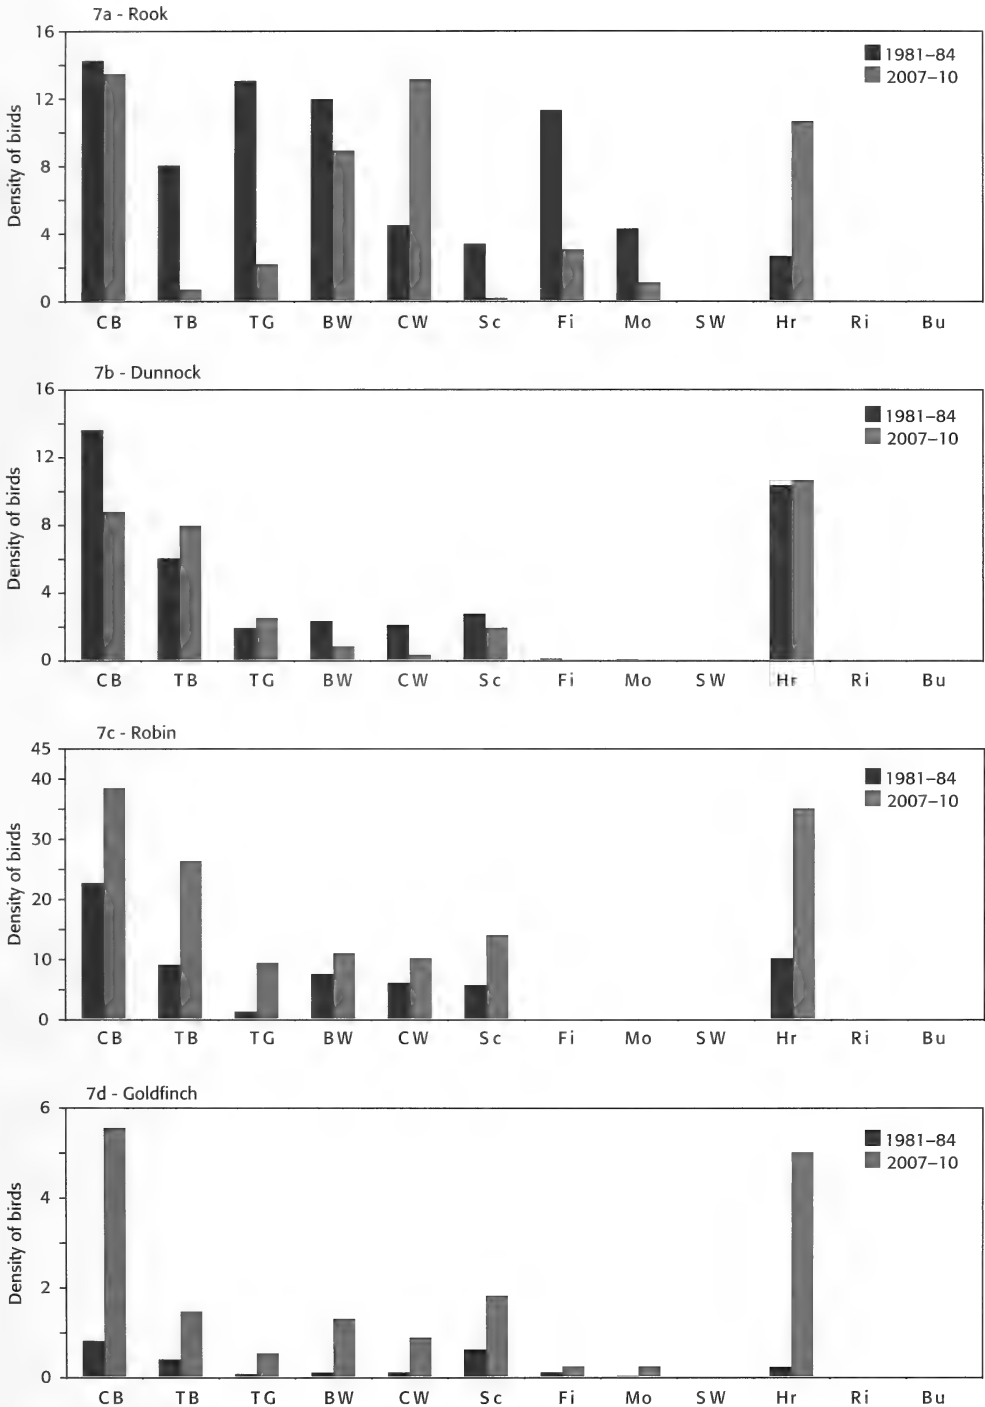 7a - Rook
16
12
8
4
0
Density of birds
1981–84
2007–10
CB TB TG BW CW Sc Fi Mo SW Hr Ri Bu
7b - Dunnock
16
12
8
4
0
Density of birds
1981–84
2007–10
CB TB TG BW CW Sc Fi Mo SW Hr Ri Bu
7c - Robin
45
40
30
20
10
0
Density of birds
1981–84
2007–10
CB TB TG BW CW Sc Fi Mo SW Hr Ri Bu
7d - Goldfinch
6
4
2
0
Density of birds
1981–84
2007–10
CB TB TG BW CW Sc Fi Mo SW Hr Ri Bu